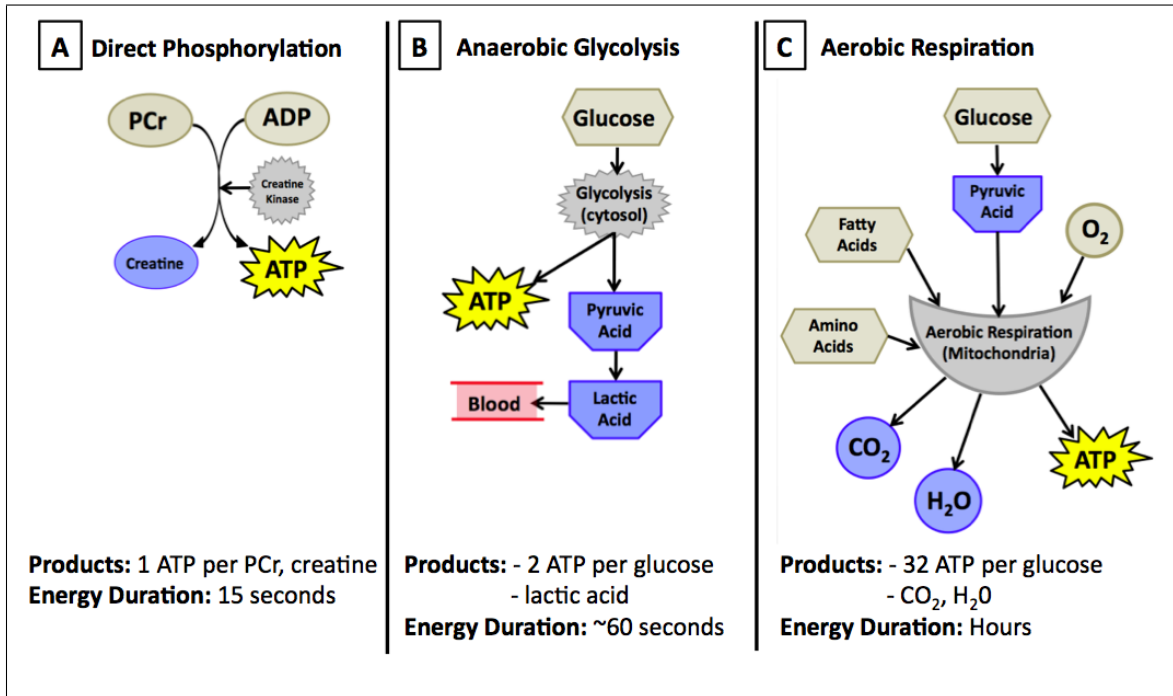 A Direct Phosphorylation
PCr
ADP
Creatine
Kinase
Creatine
ATP
Products: 1 ATP per PCr, creatine
Energy Duration: 15 seconds
B Anaerobic Glycolysis
Glucose
Glycolysis
(cytosol)
ATP
Pyruvic
Acid
Blood
Lactic
Acid
Products: - 2 ATP per glucose
- lactic acid
Energy Duration: ~60 seconds
C Aerobic Respiration
Glucose
Pyruvic
Acid
Fatty
Acids
O₂
Amino
Acids
Aerobic Respiration
(Mitochondria)
CO₂
H₂O
ATP
Products: - 32 ATP per glucose
- CO₂, H₂0
Energy Duration: Hours